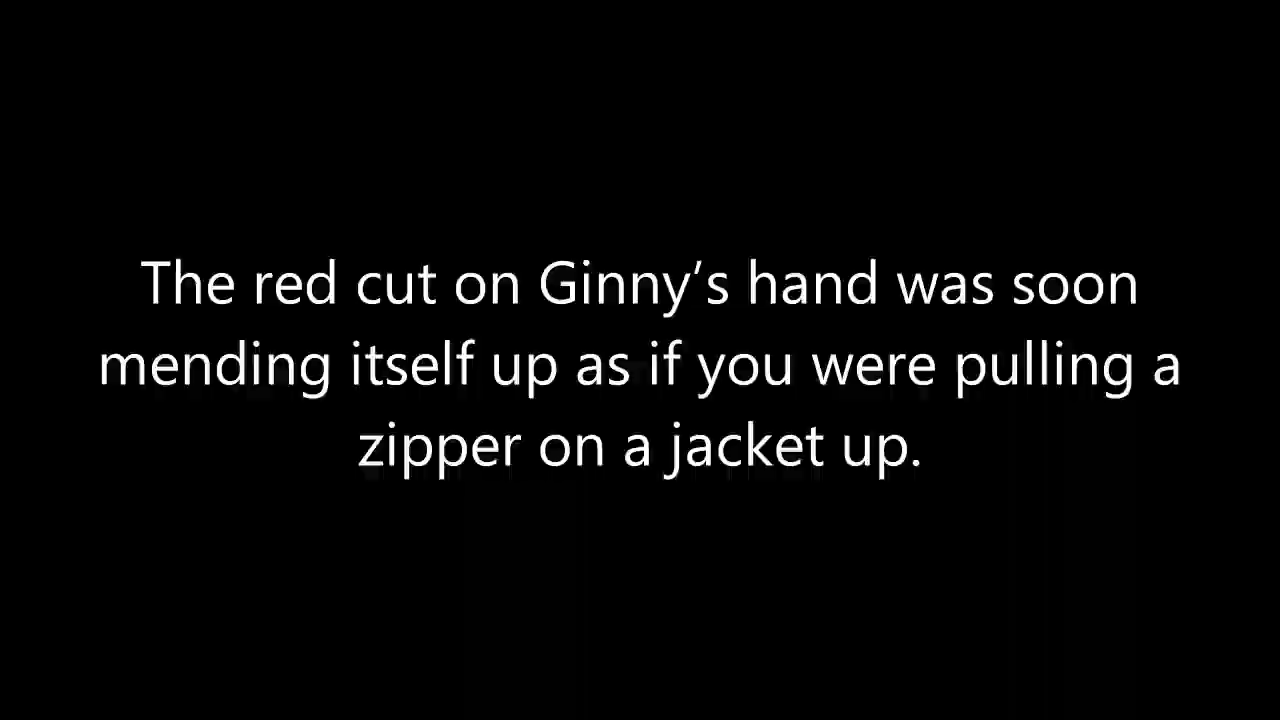 The red cut on Ginny’s hand was soon
mending itself up as if you were pulling a
zipper on a jacket up.